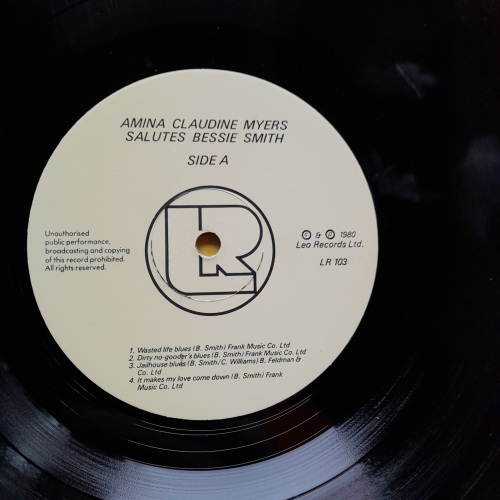 AMINA CLAUDINE MYERS
SALUTES BESSIE SMITH
SIDE A
Unauthorised
public performance,
broadcasting and copying
of this record prohibited.
All rights reserved.
LR
© & ℗ 1980
Leo Records Ltd.
LR 103
1. Wasted life blues (B. Smith) Frank Music Co. Ltd
2. Dirty no-gooder's blues (B. Smith) Frank Music Co. Ltd
3. Jailhouse blues (B. Smith/C. Williams) B. Feldman &
Co. Ltd
4. It makes my love come down (B. Smith) Frank
Music Co. Ltd